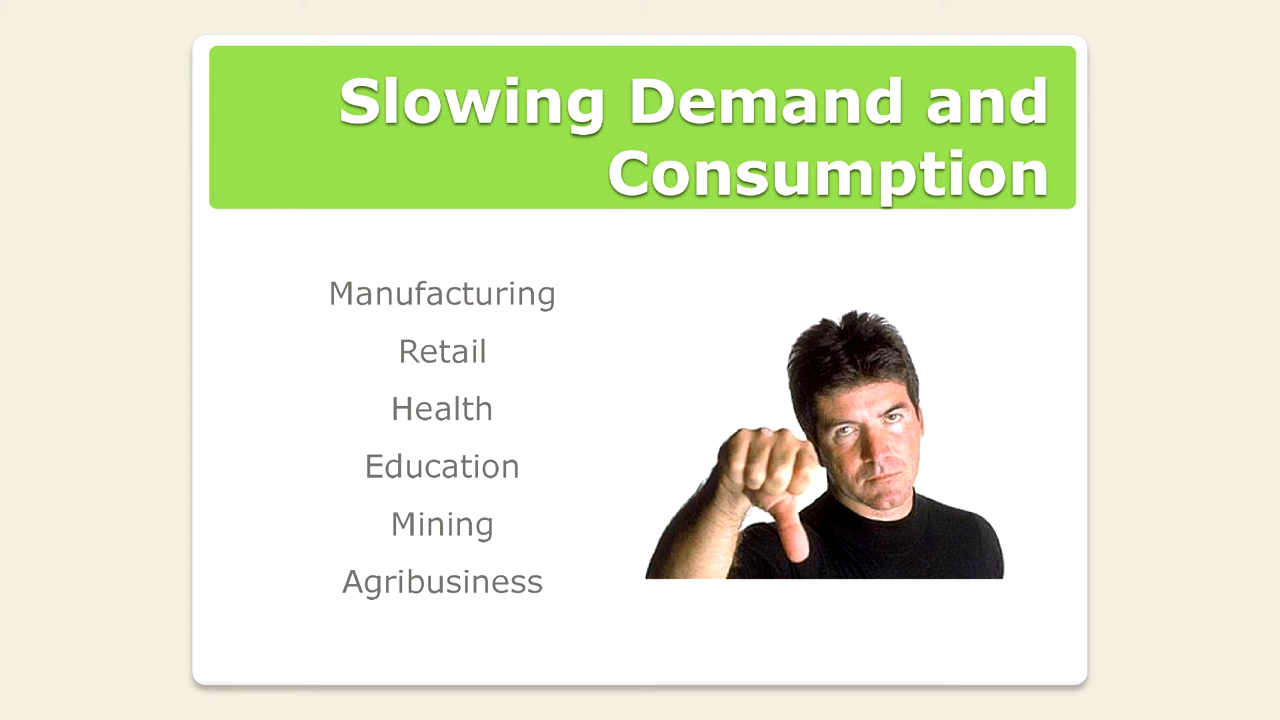 Slowing Demand and
Consumption
Manufacturing
Retail
Health
Education
Mining
Agribusiness